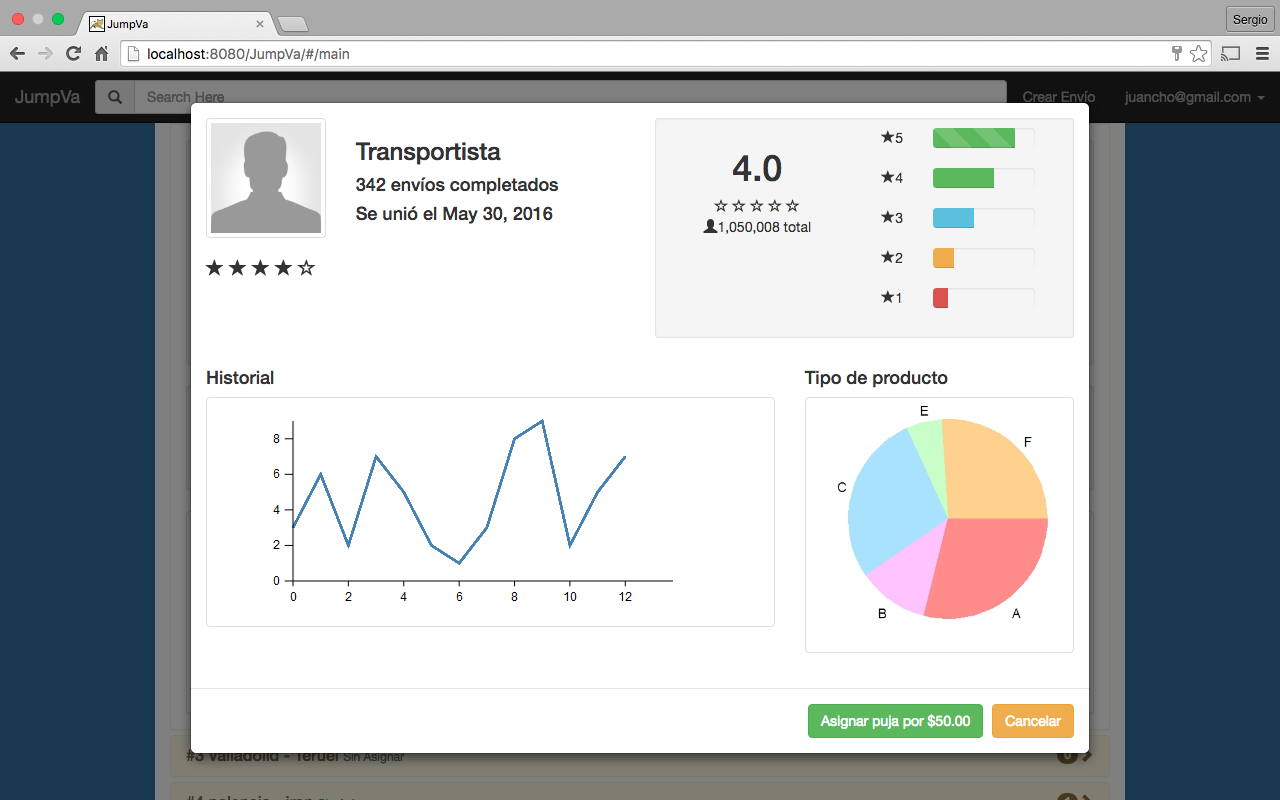 JumpVa
Sergio
localhost:8080/JumpVa/#/main
JumpVa
Search Here
Crear Envío
juancho@gmail.com
Transportista
342 envíos completados
Se unió el May 30, 2016
4.0
1,050,008 total
★5
★4
★3
★2
★1
Historial
8
6
4
2
0
0 2 4 6 8 10 12
Tipo de producto
E
F
C
B
A
Asignar puja por $50.00
Cancelar
#3 Valladolid - Teruel Sin Asignar
0